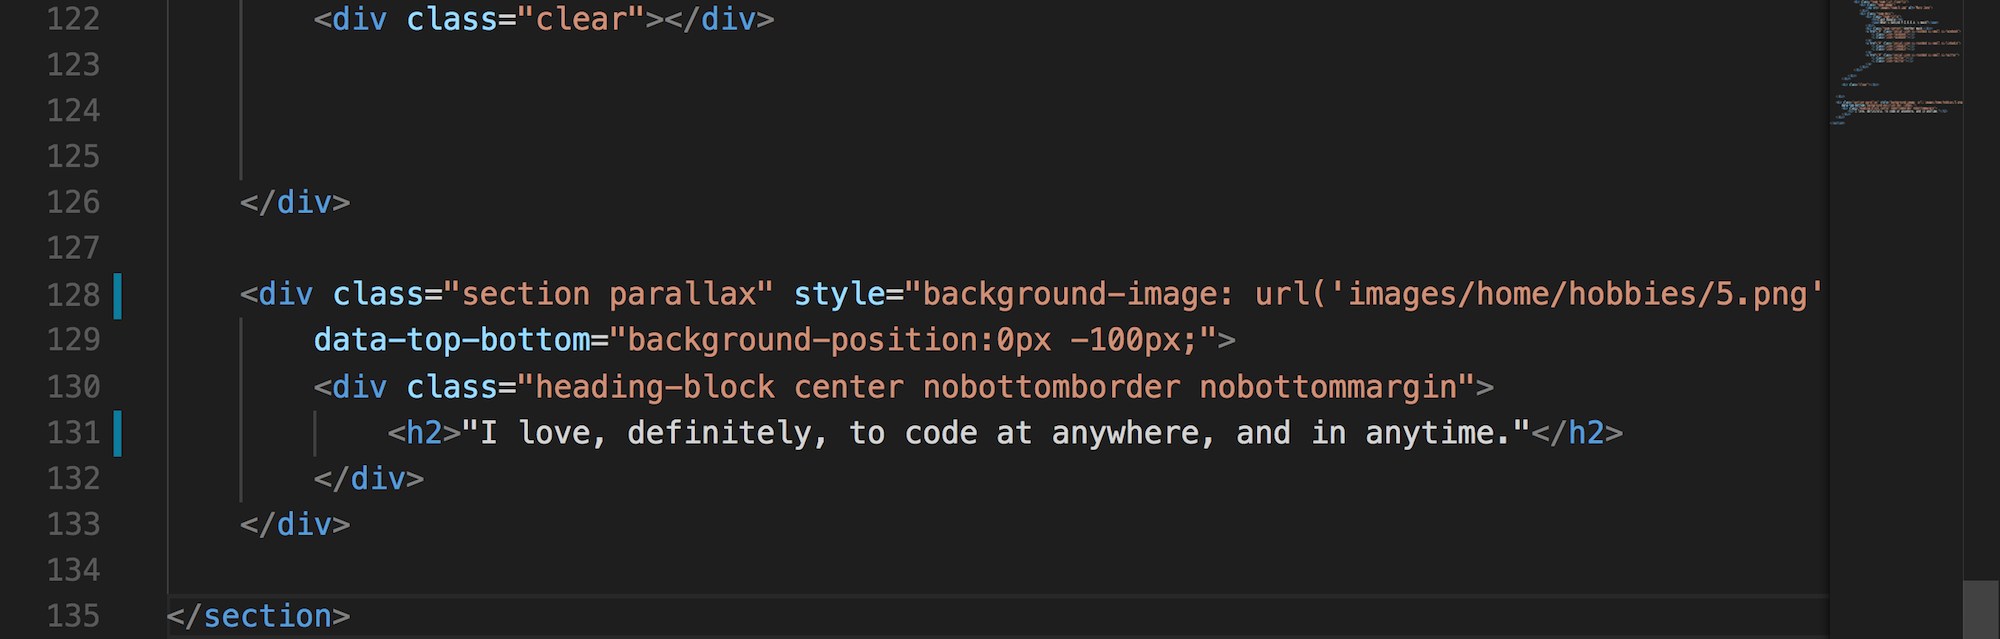 122 <div class="clear"></div>
123
124
125
126 </div>
127
128 <div class="section parallax" style="background-image: url('images/home/hobbies/5.png'
129 data-top-bottom="background-position:0px -100px;">
130 <div class="heading-block center nobottomborder nobottommargin">
131 <h2>"I love, definitely, to code at anywhere, and in anytime."</h2>
132 </div>
133 </div>
134
135 </section>